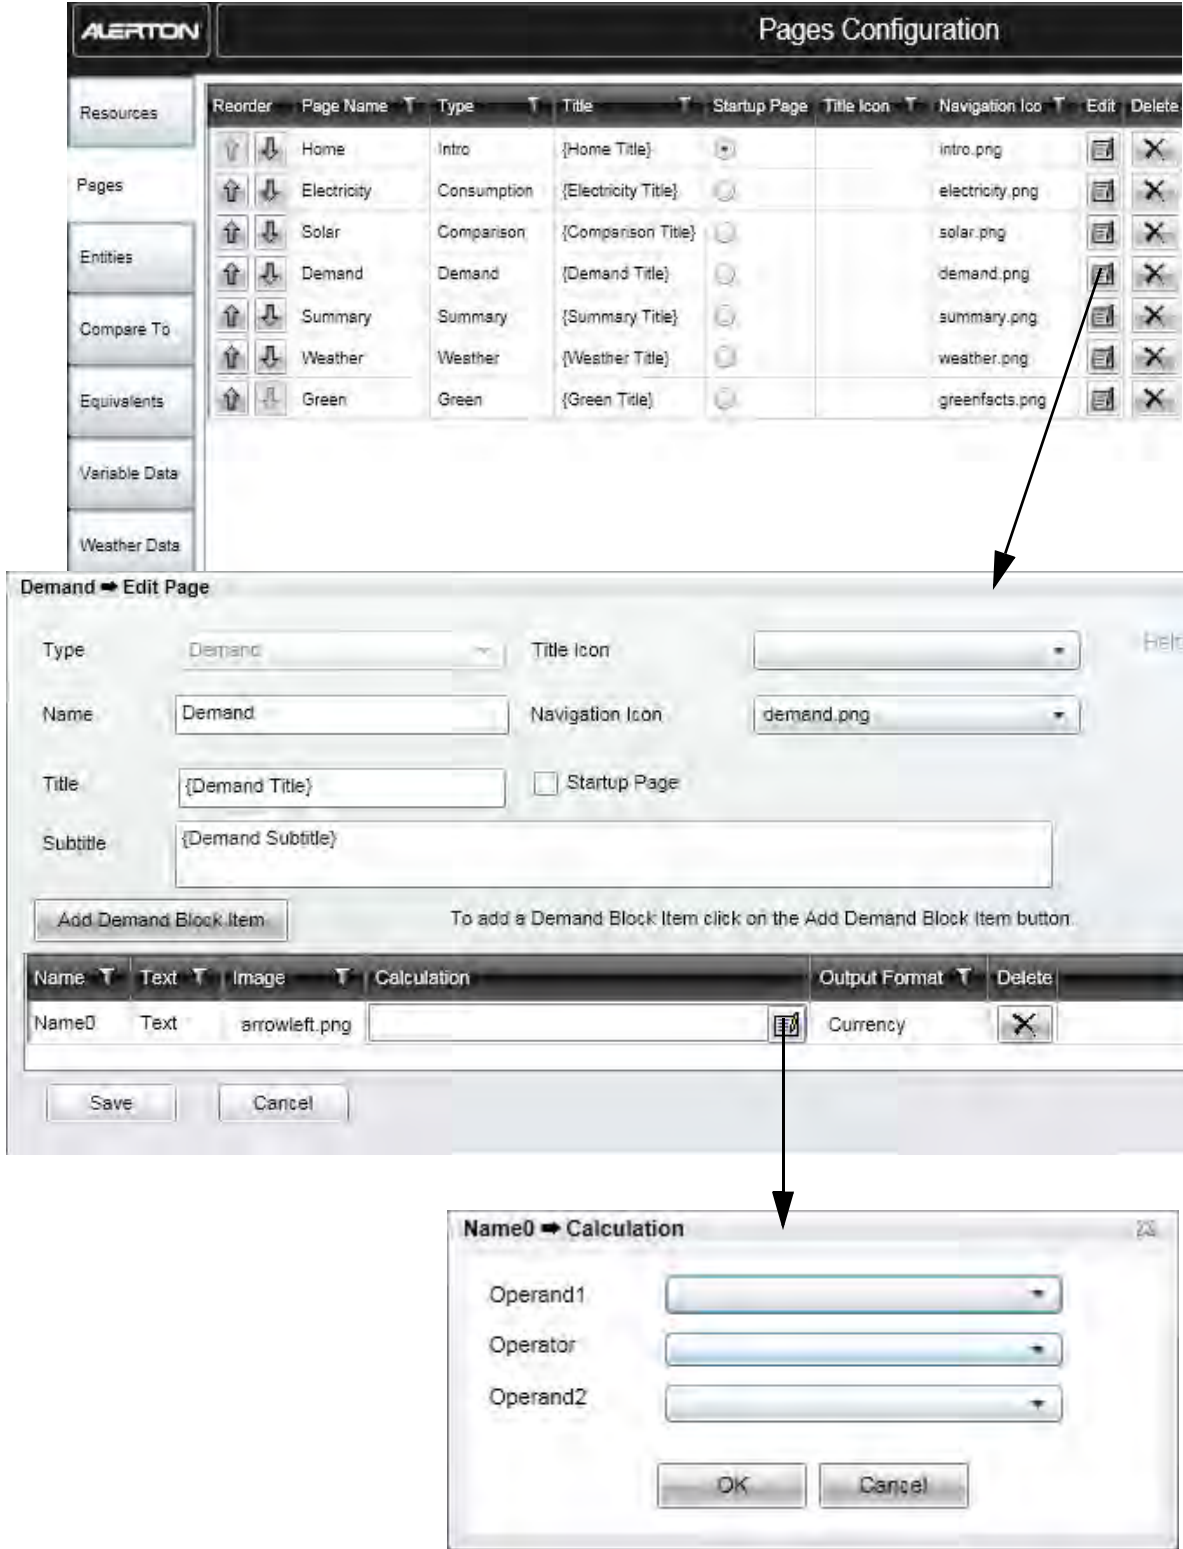 ALERTON
Pages Configuration
Resources
Pages
Entities
Compare To
Equivalents
Variable Data
Weather Data
Reorder Page Name Type Title Startup Page Title Icon Navigation Ico Edit Delete
Home Intro {Home Title} intro.png
Electricity Consumption {Electricity Title} electricity.png
Solar Comparison {Comparison Title} solar.png
Demand Demand {Demand Title} demand.png
Summary Summary {Summary Title} summary.png
Weather Weather {Weather Title} weather.png
Green Green {Green Title} greenfacts.png
Demand ➡ Edit Page
Type Demand Title Icon
Name Demand Navigation Icon demand.png
Title {Demand Title} Startup Page
Subtitle {Demand Subtitle}
Add Demand Block Item To add a Demand Block Item click on the Add Demand Block Item button.
Name Text Image Calculation Output Format Delete
Name0 Text arrowleft.png Currency
Save Cancel
Name0 ➡ Calculation
Operand1
Operator
Operand2
OK Cancel